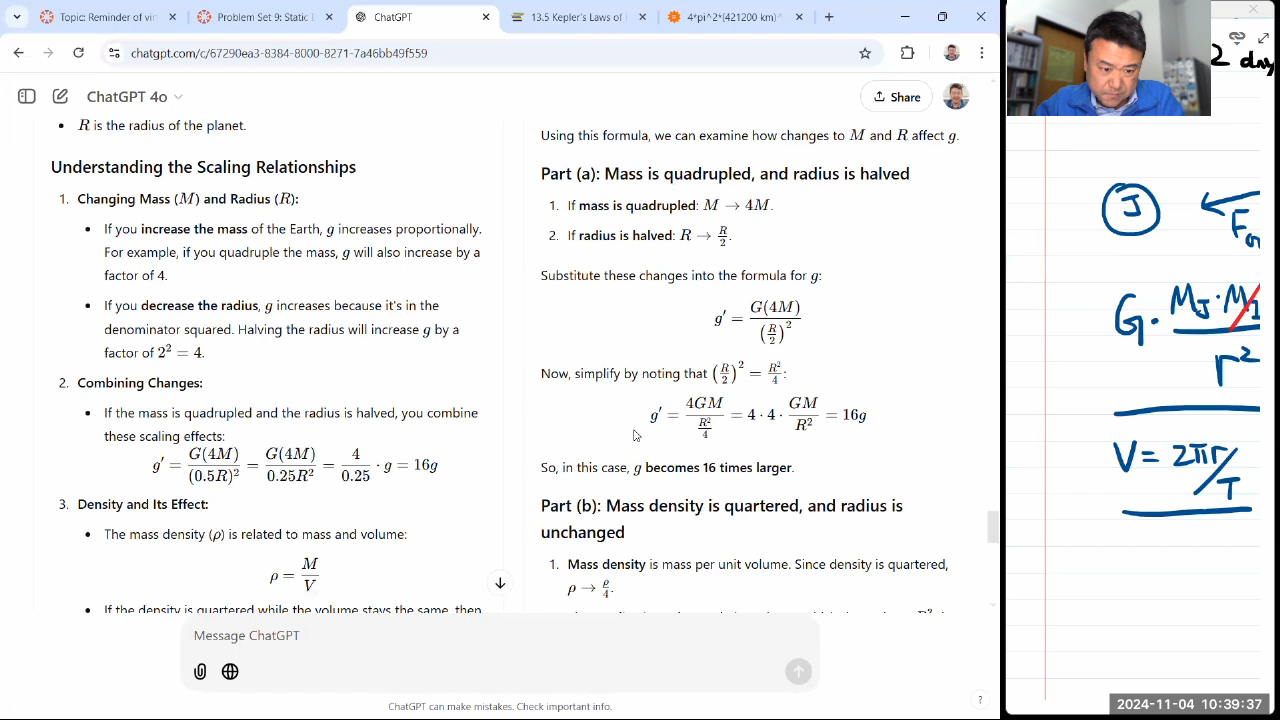 Topic: Reminder of vir
Problem Set 9: Static
ChatGPT
13.5 Kepler's Laws of
4*pi^2*(421800 km)^
chatgpt.com/c/67290ea3-8384-8000-8271-7a46bb49f559
ChatGPT 4o
Share
R is the radius of the planet.
Understanding the Scaling Relationships
1. Changing Mass (M) and Radius (R):
If you increase the mass of the Earth, g increases proportionally.
For example, if you quadruple the mass, g will also increase by a
factor of 4.
If you decrease the radius, g increases because it's in the
denominator squared. Halving the radius will increase g by a
factor of 2² = 4.
2. Combining Changes:
If the mass is quadrupled and the radius is halved, you combine
these scaling effects:
g′ = G(4M)/(0.5R)² = G(4M)/0.25R² = 4/0.25 · g = 16g
3. Density and Its Effect:
The mass density (ρ) is related to mass and volume:
ρ = M/V
If the density is quartered while the volume stays the same, then
Using this formula, we can examine how changes to M and R affect g.
Part (a): Mass is quadrupled, and radius is halved
1. If mass is quadrupled: M → 4M.
2. If radius is halved: R → R/2.
Substitute these changes into the formula for g:
g′ = G(4M)/(R/2)²
Now, simplify by noting that (R/2)² = R²/4:
g′ = 4GM/(R²/4) = 4 · 4 · GM/R² = 16g
So, in this case, g becomes 16 times larger.
Part (b): Mass density is quartered, and radius is
unchanged
1. Mass density is mass per unit volume. Since density is quartered,
ρ → ρ/4.
Message ChatGPT
ChatGPT can make mistakes. Check important info.
?
2 day
J
F
G · M_J · M
r²
V = 2πr/T
2024-11-04 10:39:37